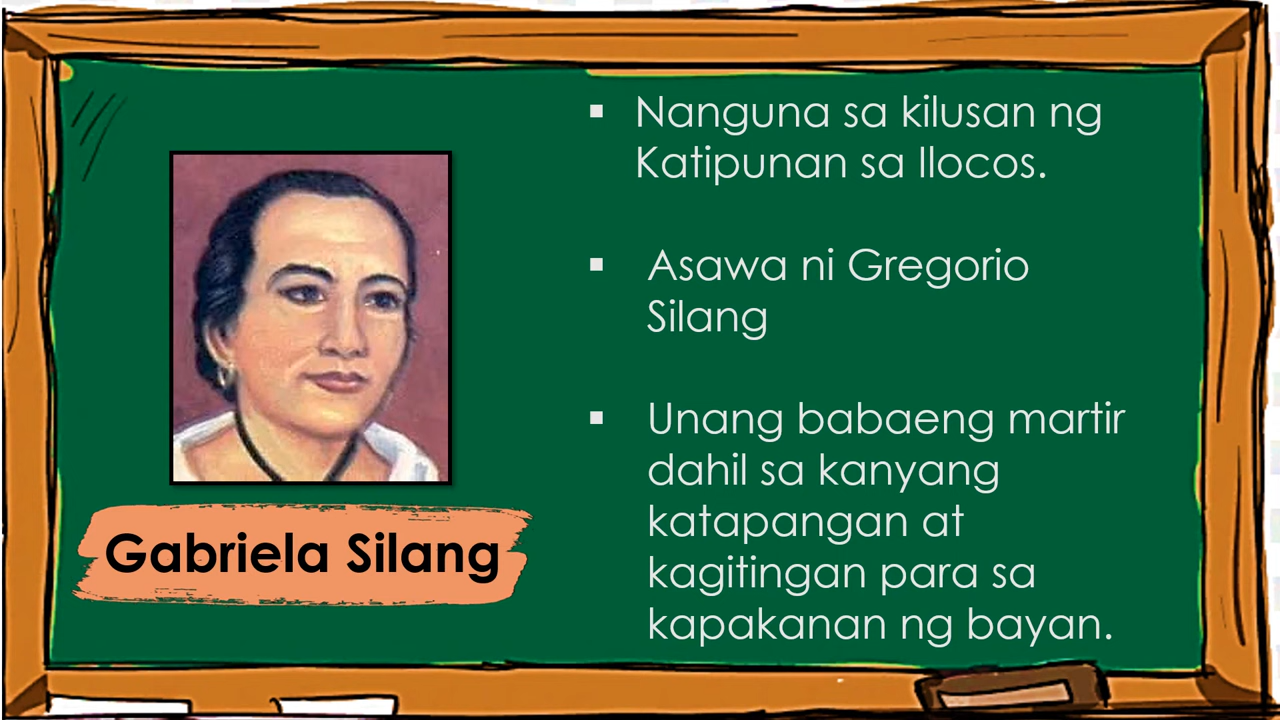 ▪ Nanguna sa kilusan ng
Katipunan sa Ilocos.
▪ Asawa ni Gregorio
Silang
▪ Unang babaeng martir
dahil sa kanyang
katapangan at
kagitingan para sa
kapakanan ng bayan.
Gabriela Silang